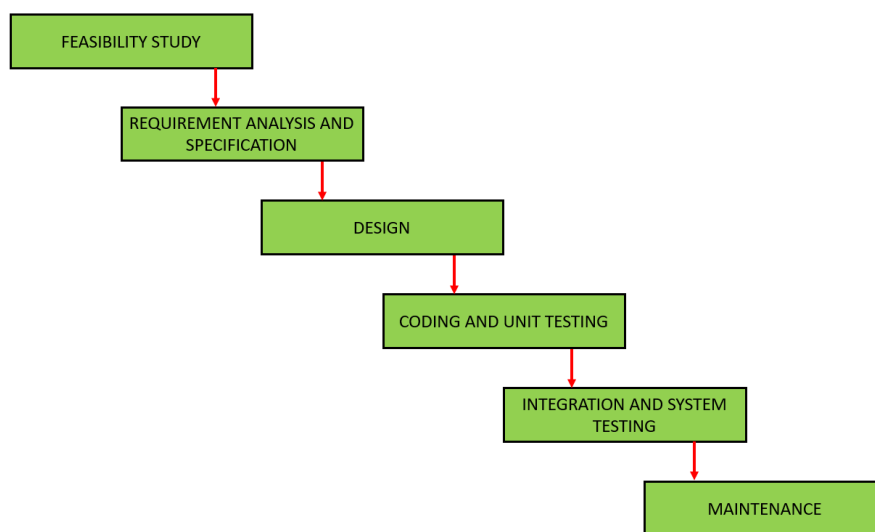 FEASIBILITY STUDY
REQUIREMENT ANALYSIS AND
SPECIFICATION
DESIGN
CODING AND UNIT TESTING
INTEGRATION AND SYSTEM
TESTING
MAINTENANCE